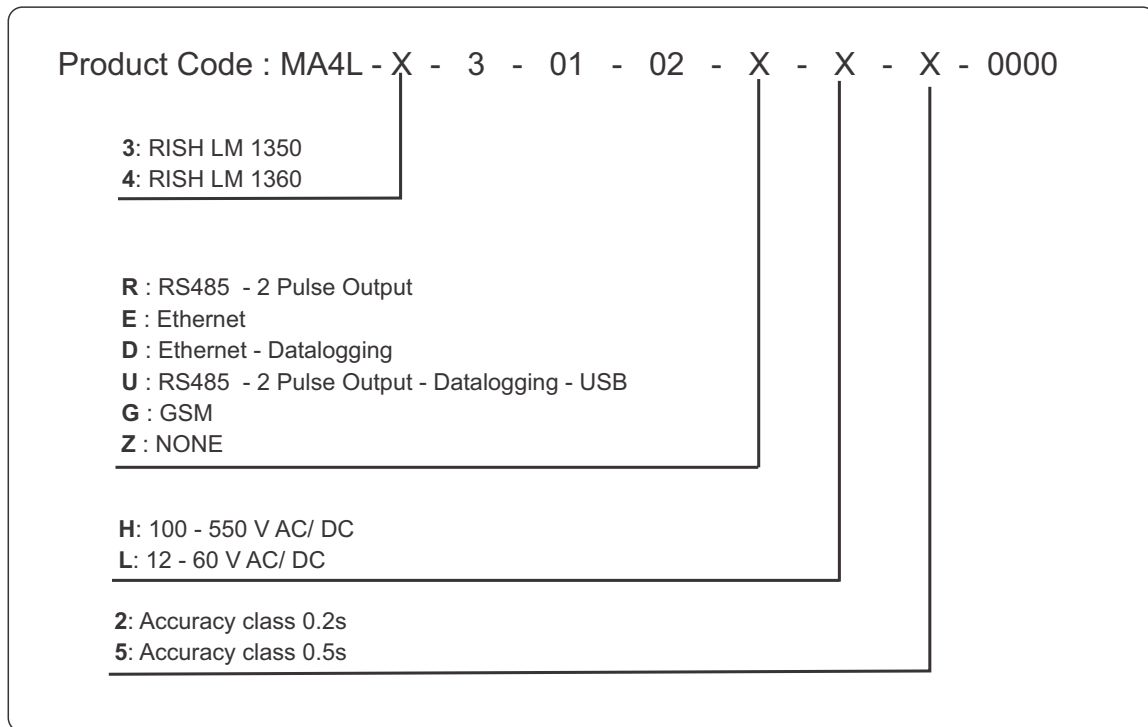 Product Code : MA4L - X - 3 - 01 - 02 - X - X - X - 0000
3: RISH LM 1350
4: RISH LM 1360
R : RS485 - 2 Pulse Output
E : Ethernet
D : Ethernet - Datalogging
U : RS485 - 2 Pulse Output - Datalogging - USB
G : GSM
Z : NONE
H: 100 - 550 V AC/ DC
L: 12 - 60 V AC/ DC
2: Accuracy class 0.2s
5: Accuracy class 0.5s